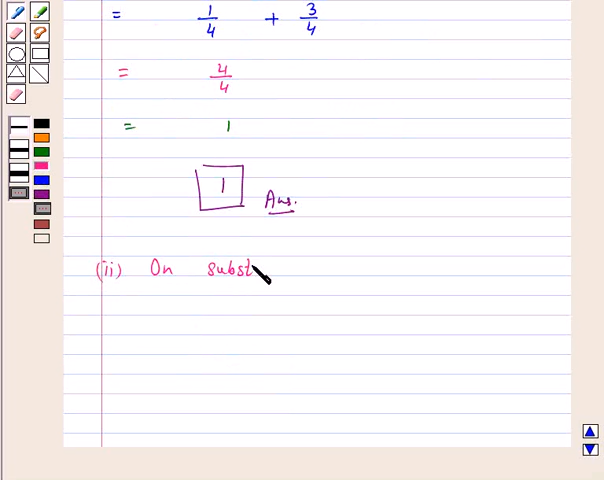 = 1/4 + 3/4
= 4/4
= 1
1 Ans.
(ii) On subst